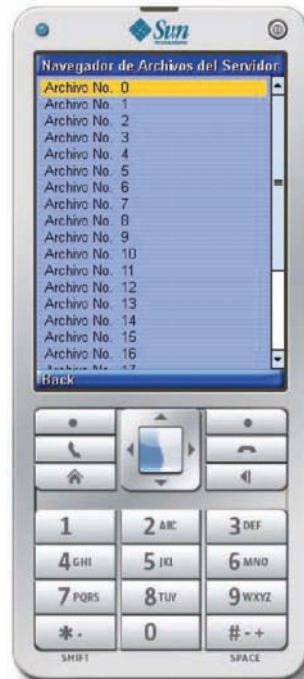 Sun
Navegador de Archivos del Servidor
Archivo No. 0
Archivo No. 1
Archivo No. 2
Archivo No. 3
Archivo No. 4
Archivo No. 5
Archivo No. 6
Archivo No. 7
Archivo No. 8
Archivo No. 9
Archivo No. 10
Archivo No. 11
Archivo No. 12
Archivo No. 13
Archivo No. 14
Archivo No. 15
Archivo No. 16
Archivo No. 17
Back
1 2 ABC 3 DEF
4 GHI 5 JKL 6 MNO
7 PQRS 8 TUV 9 WXYZ
* . 0 # - +
SHIFT SPACE